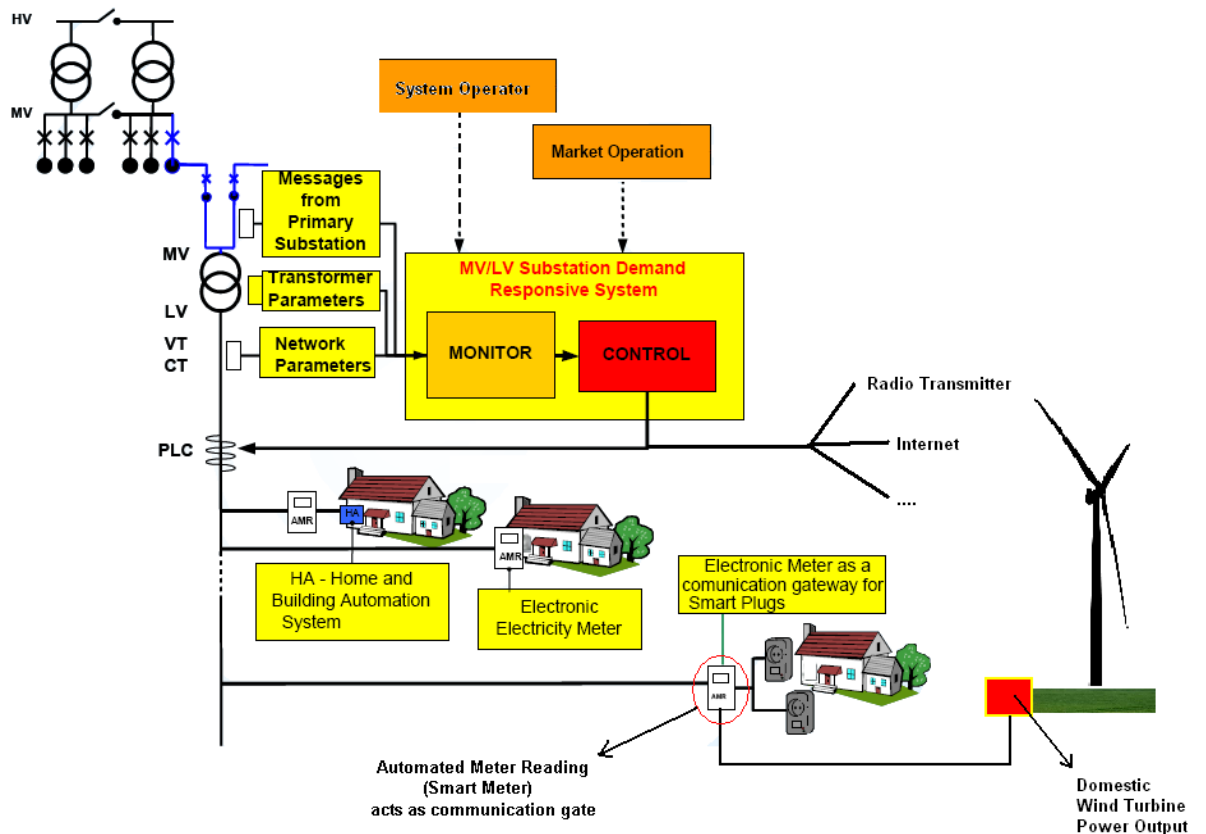 HV
MV
System Operator
Market Operation
Messages
from
Primary
Substation
MV
LV
Transformer
Parameters
VT
CT
Network
Parameters
MV/LV Substation Demand
Responsive System
MONITOR
CONTROL
Radio Transmitter
Internet
....
PLC
AMR
HA
AMR
HA - Home and
Building Automation
System
Electronic
Electricity Meter
Electronic Meter as a
comunication gateway for
Smart Plugs
AMR
Automated Meter Reading
(Smart Meter)
acts as communication gate
Domestic
Wind Turbine
Power Output